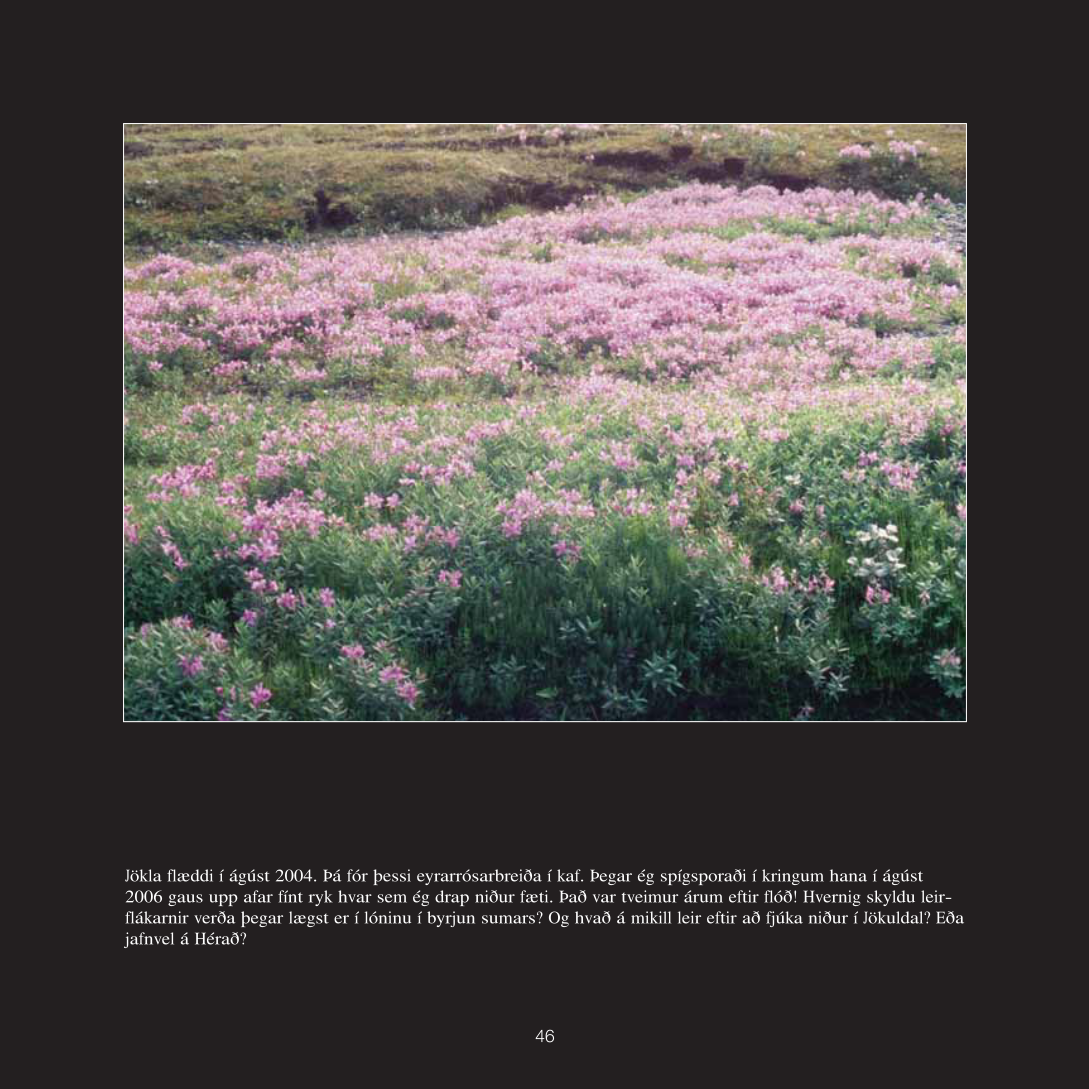 Jökla flæddi í ágúst 2004. Þá fór þessi eyrarrósarbreiða í kaf. Þegar ég spígsporaði í kringum hana í ágúst
2006 gaus upp afar fínt ryk hvar sem ég drap niður fæti. Það var tveimur árum eftir flóð! Hvernig skyldu leir-
flákarnir verða þegar lægst er í lóninu í byrjun sumars? Og hvað á mikill leir eftir að fjúka niður í Jökuldal? Eða
jafnvel á Hérað?
46